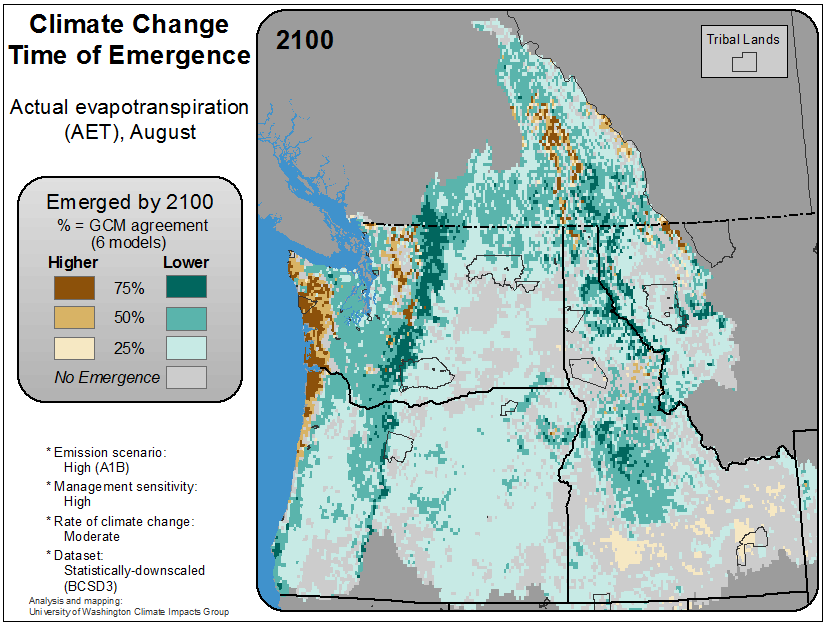 Climate Change
Time of Emergence
Actual evapotranspiration
(AET), August
Emerged by 2100
% = GCM agreement
(6 models)
Higher Lower
75%
50%
25%
No Emergence
* Emission scenario:
High (A1B)
* Management sensitivity:
High
* Rate of climate change:
Moderate
* Dataset:
Statistically-downscaled
(BCSD3)
Analysis and mapping:
University of Washington Climate Impacts Group
2100
Tribal Lands